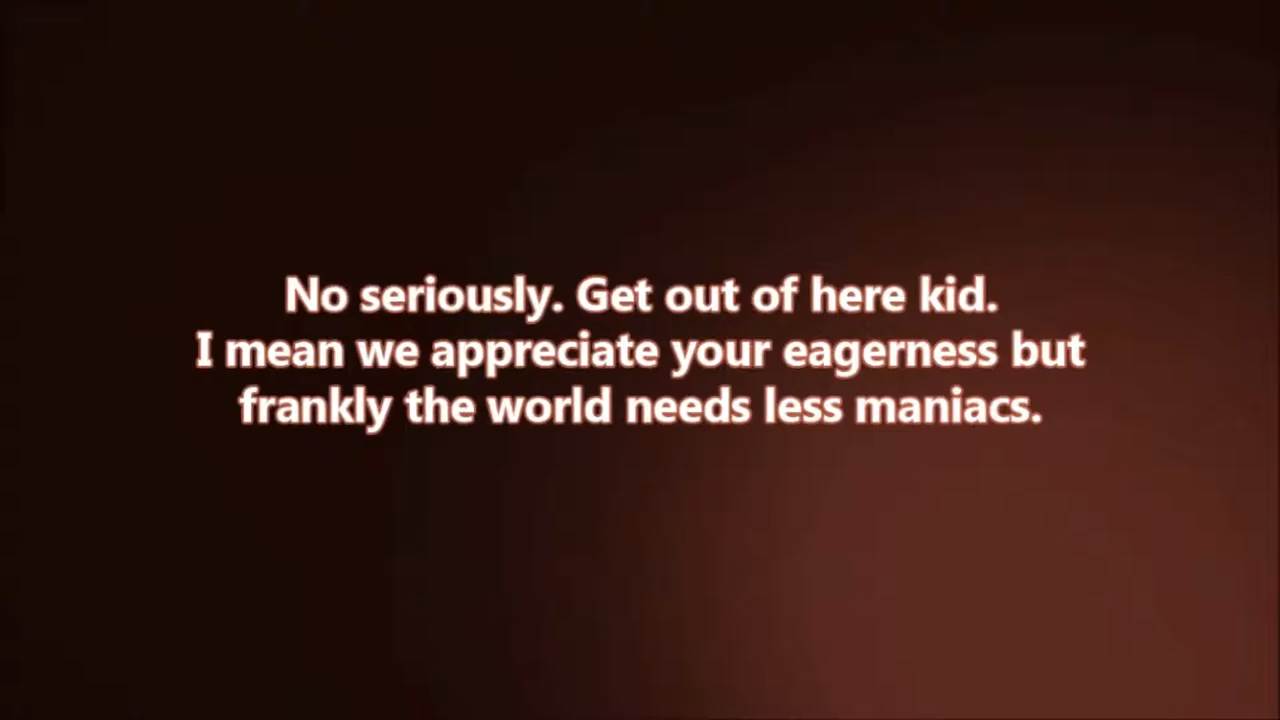 No seriously. Get out of here kid.
I mean we appreciate your eagerness but
frankly the world needs less maniacs.